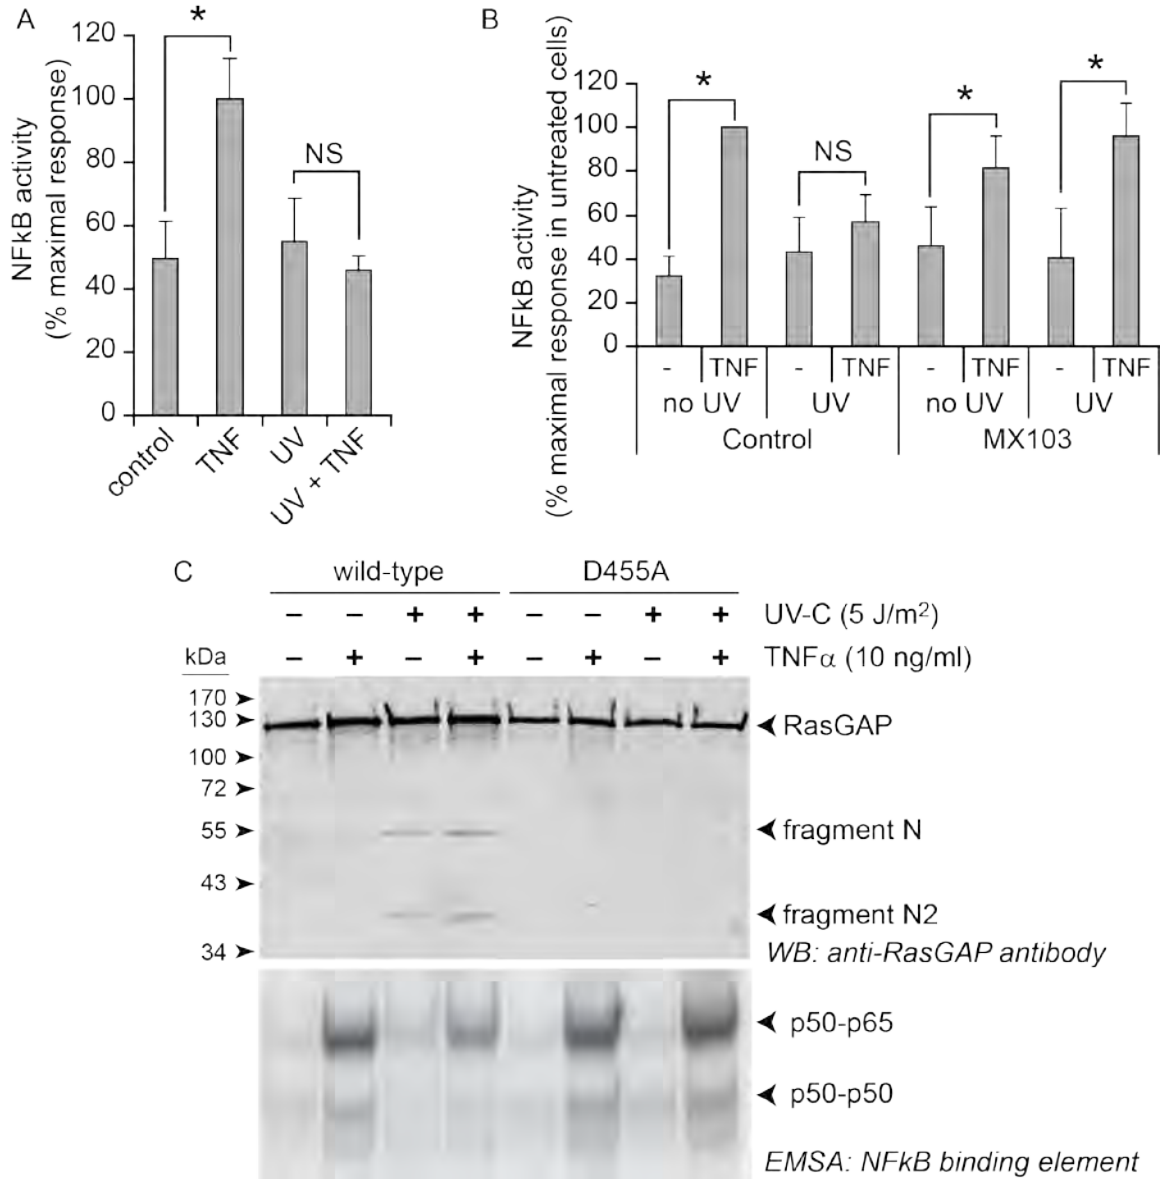 A
NFkB activity
(% maximal response)
120
100
80
60
40
20
0
*
NS
control
TNF
UV
UV + TNF
B
NFkB activity
(% maximal response in untreated cells)
120
100
80
60
40
20
0
*
NS
*
*
- TNF - TNF - TNF - TNF
no UV UV no UV UV
Control MX103
C
wild-type D455A
– – + + – – + + UV-C (5 J/m²)
– + – + – + – + TNFα (10 ng/ml)
kDa
170
130
100
72
55
43
34
RasGAP
fragment N
fragment N2
WB: anti-RasGAP antibody
p50-p65
p50-p50
EMSA: NFkB binding element